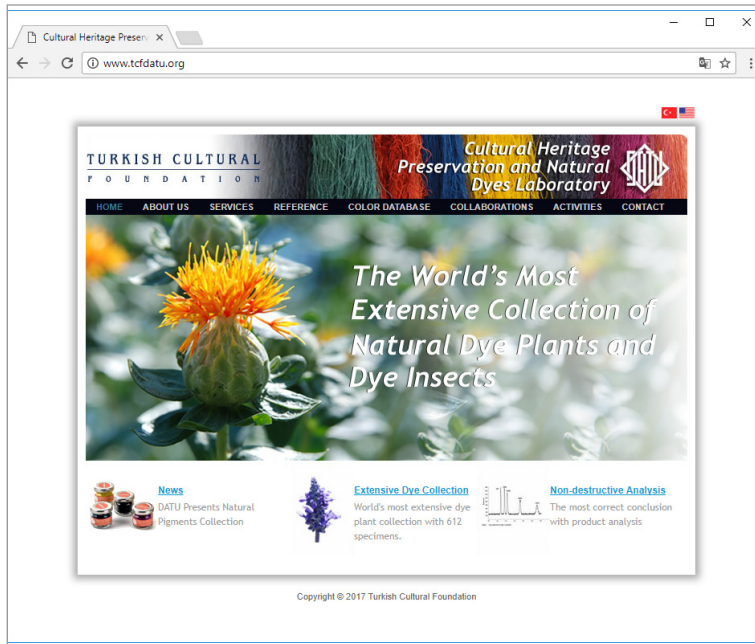 Cultural Heritage Preserv
www.tcfdatu.org
TURKISH CULTURAL
FOUNDATION
Cultural Heritage
Preservation and Natural
Dyes Laboratory
DATU
HOME ABOUT US SERVICES REFERENCE COLOR DATABASE COLLABORATIONS ACTIVITIES CONTACT
The World's Most
Extensive Collection of
Natural Dye Plants and
Dye Insects
News
DATU Presents Natural
Pigments Collection
Extensive Dye Collection
World's most extensive dye
plant collection with 612
specimens.
Non-destructive Analysis
The most correct conclusion
with product analysis
Copyright © 2017 Turkish Cultural Foundation